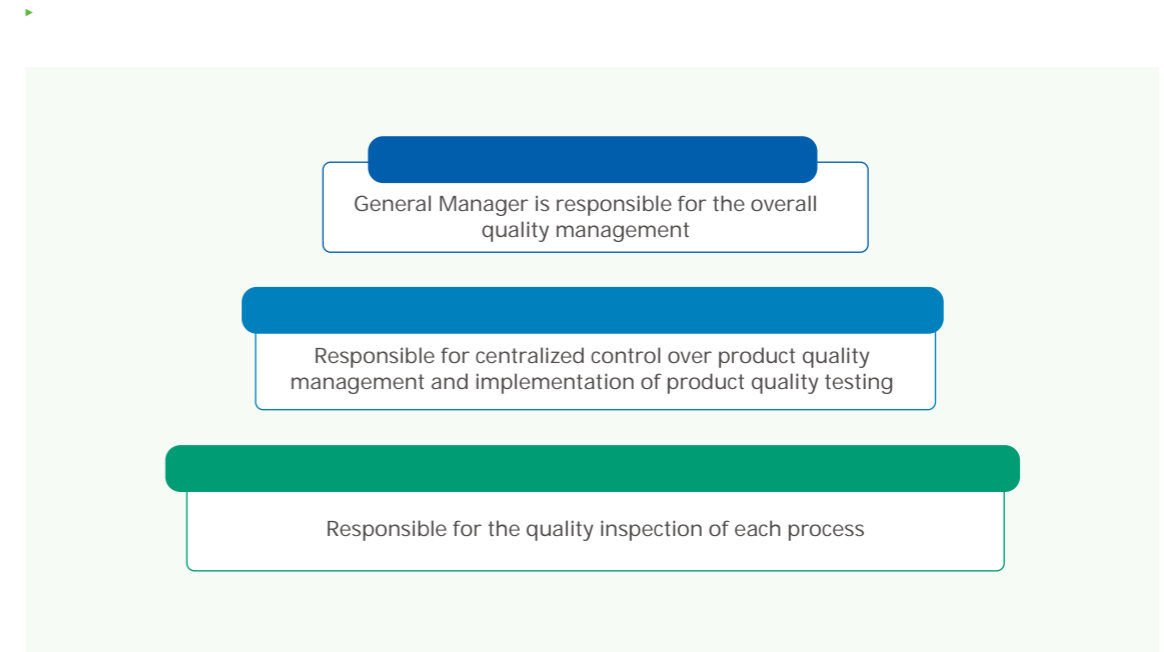 General Manager is responsible for the overall
quality management
Responsible for centralized control over product quality
management and implementation of product quality testing
Responsible for the quality inspection of each process